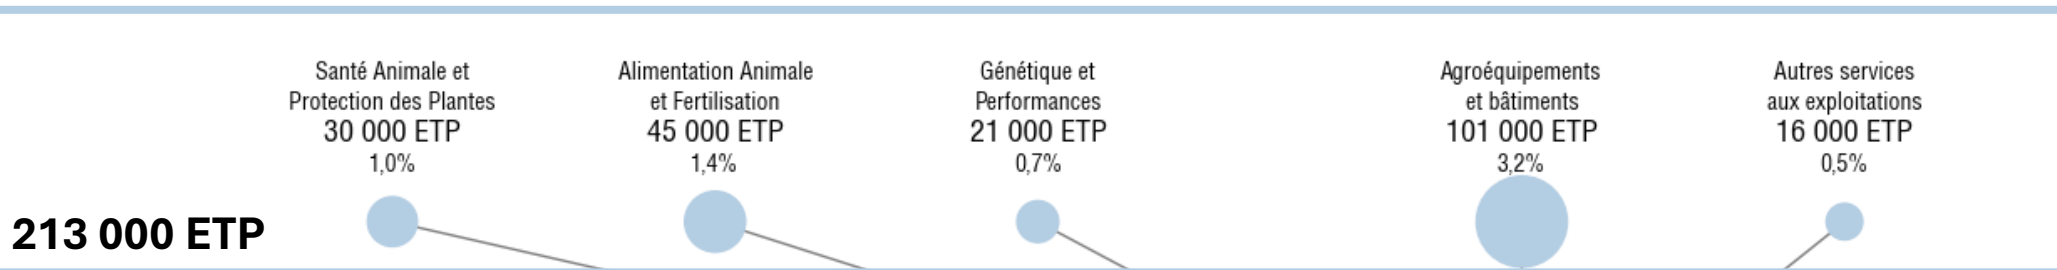 Santé Animale et
Protection des Plantes
30 000 ETP
1,0%
Alimentation Animale
et Fertilisation
45 000 ETP
1,4%
Génétique et
Performances
21 000 ETP
0,7%
Agroéquipements
et bâtiments
101 000 ETP
3,2%
Autres services
aux exploitations
16 000 ETP
0,5%
213 000 ETP